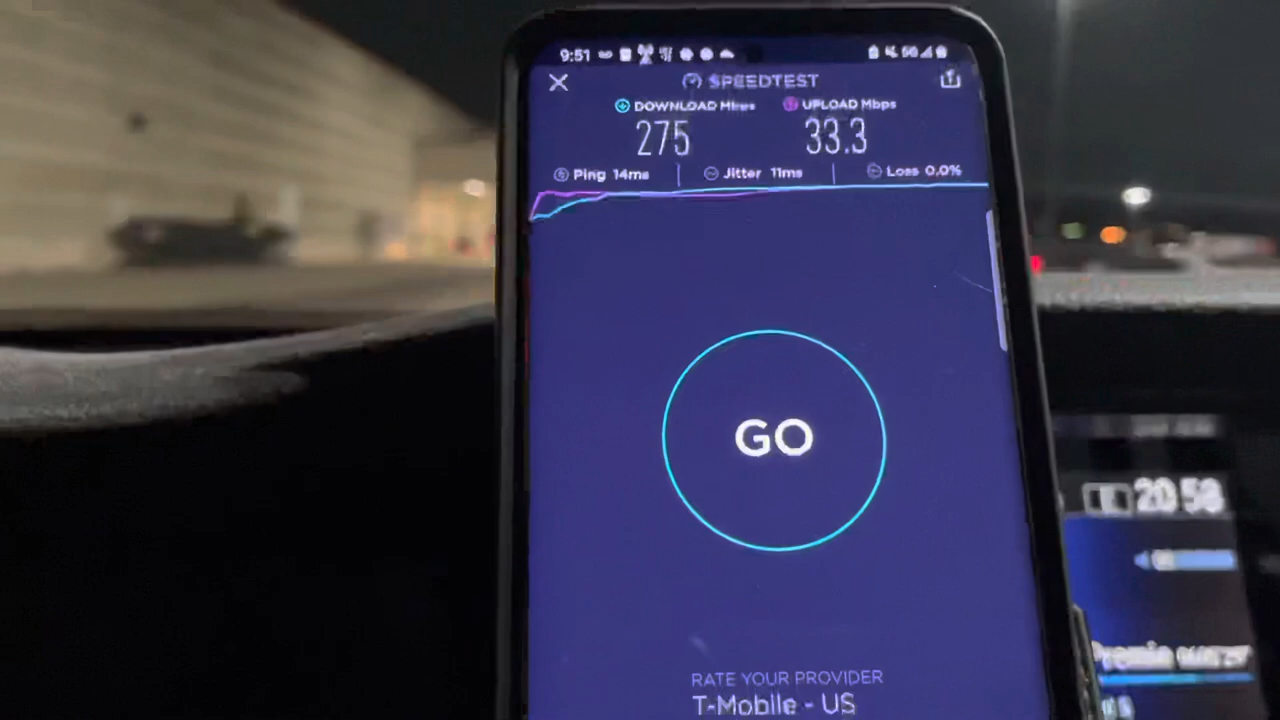 9:51 5G
SPEEDTEST
DOWNLOAD Mbps UPLOAD Mbps
275 33.3
Ping 14ms Jitter 11ms Loss 0.0%
GO
20:58
RATE YOUR PROVIDER
T-Mobile - US